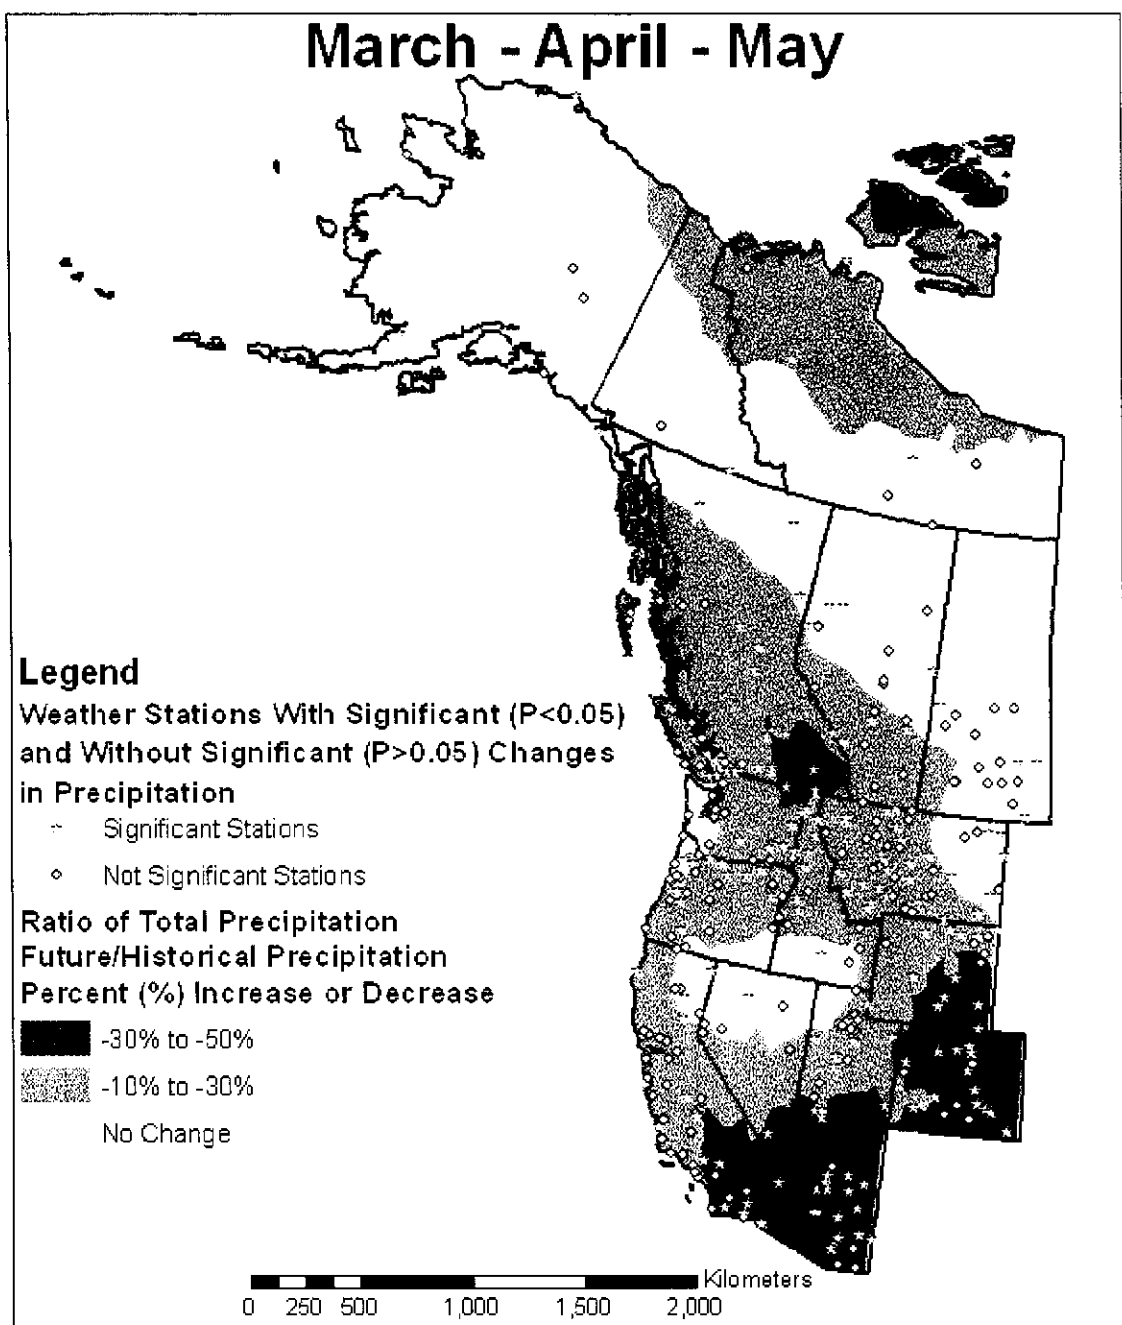 March - April - May
Legend
Weather Stations With Significant (P<0.05)
and Without Significant (P>0.05) Changes
in Precipitation
Significant Stations
Not Significant Stations
Ratio of Total Precipitation
Future/Historical Precipitation
Percent (%) Increase or Decrease
-30% to -50%
-10% to -30%
No Change
Kilometers
0 250 500 1,000 1,500 2,000